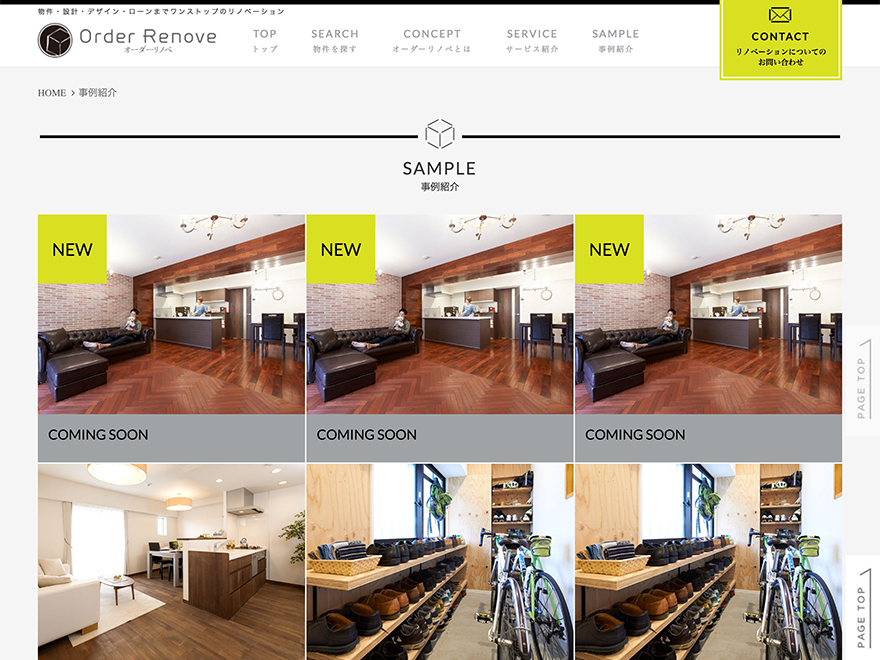 物件・設計・デザイン・ローンまでワンストップのリノベーション
Order Renove
オーダーリノベ
TOP
トップ
SEARCH
物件を探す
CONCEPT
オーダーリノベとは
SERVICE
サービス紹介
SAMPLE
事例紹介
CONTACT
リノベーションについての
お問い合わせ
HOME > 事例紹介
SAMPLE
事例紹介
NEW
NEW
NEW
COMING SOON
COMING SOON
COMING SOON
PAGE TOP
PAGE TOP